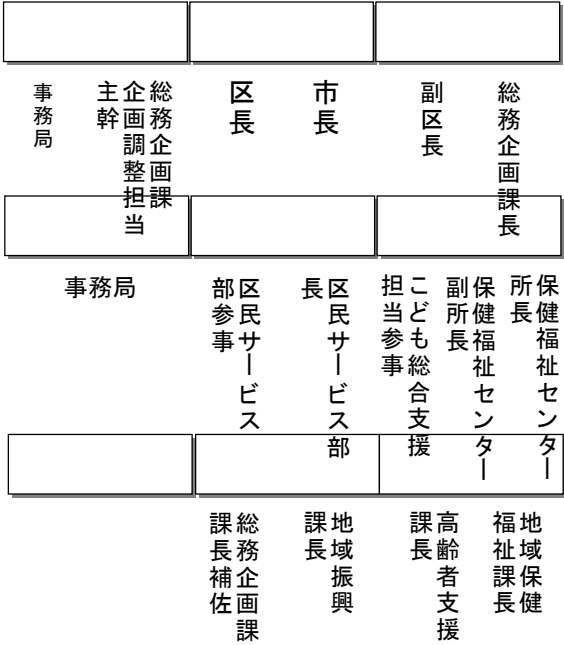 総務企画課長
副区長
市長
区長
総務企画課
企画調整担当
主幹
事務局
保健福祉センター
所長
保健福祉センター
副所長
こども総合支援
担当参事
区民サービス部
長
区民サービス
部参事
事務局
地域保健
福祉課長
高齢者支援
課長
地域振興
課長
総務企画課
課長補佐